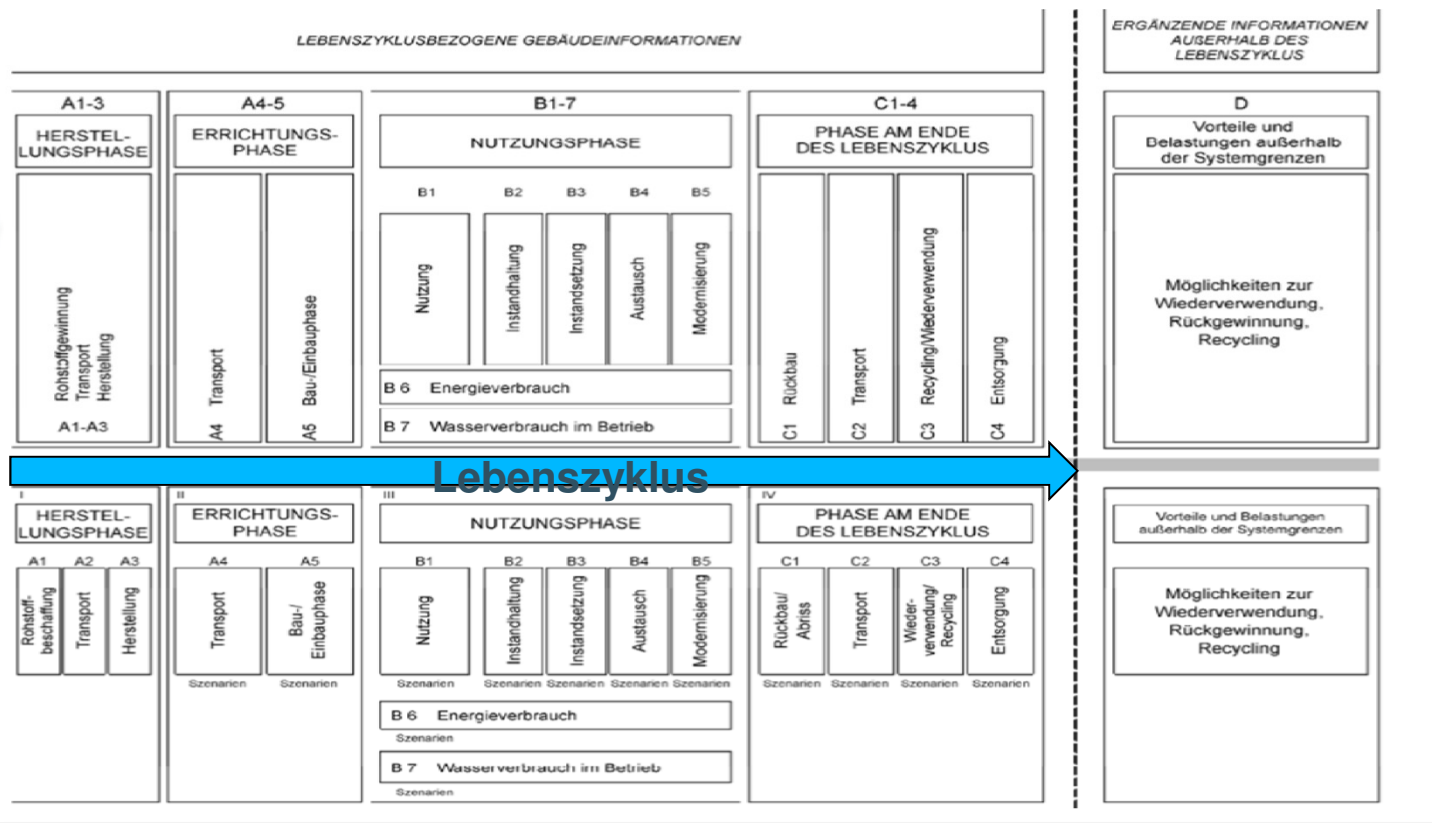 LEBENSZYKLUSBEZOGENE GEBÄUDEINFORMATIONEN
ERGÄNZENDE INFORMATIONEN
AUßERHALB DES
LEBENSZYKLUS
A1-3
HERSTEL-
LUNGSPHASE
Rohstoffgewinnung
Transport
Herstellung
A1-A3
A4-5
ERRICHTUNGS-
PHASE
A4 Transport
A5 Bau-/Einbauphase
B1-7
NUTZUNGSPHASE
B1 B2 B3 B4 B5
Nutzung
Instandhaltung
Instandsetzung
Austausch
Modernisierung
B 6 Energieverbrauch
B 7 Wasserverbrauch im Betrieb
C1-4
PHASE AM ENDE
DES LEBENSZYKLUS
C1 Rückbau
C2 Transport
C3 Recycling/Wiederverwendung
C4 Entsorgung
D
Vorteile und
Belastungen außerhalb
der Systemgrenzen
Möglichkeiten zur
Wiederverwendung,
Rückgewinnung,
Recycling
Lebenszyklus
I
HERSTEL-
LUNGSPHASE
A1 A2 A3
Rohstoff-
beschaffung
Transport
Herstellung
II
ERRICHTUNGS-
PHASE
A4 A5
Transport
Bau-/
Einbauphase
Szenarien Szenarien
III
NUTZUNGSPHASE
B1 B2 B3 B4 B5
Nutzung
Instandhaltung
Instandsetzung
Austausch
Modernisierung
Szenarien Szenarien Szenarien Szenarien Szenarien
B 6 Energieverbrauch
Szenarien
B 7 Wasserverbrauch im Betrieb
Szenarien
IV
PHASE AM ENDE
DES LEBENSZYKLUS
C1 C2 C3 C4
Rückbau/
Abriss
Transport
Wieder-
verwendung/
Recycling
Entsorgung
Szenarien Szenarien Szenarien Szenarien
Vorteile und Belastungen
außerhalb der Systemgrenzen
Möglichkeiten zur
Wiederverwendung,
Rückgewinnung,
Recycling